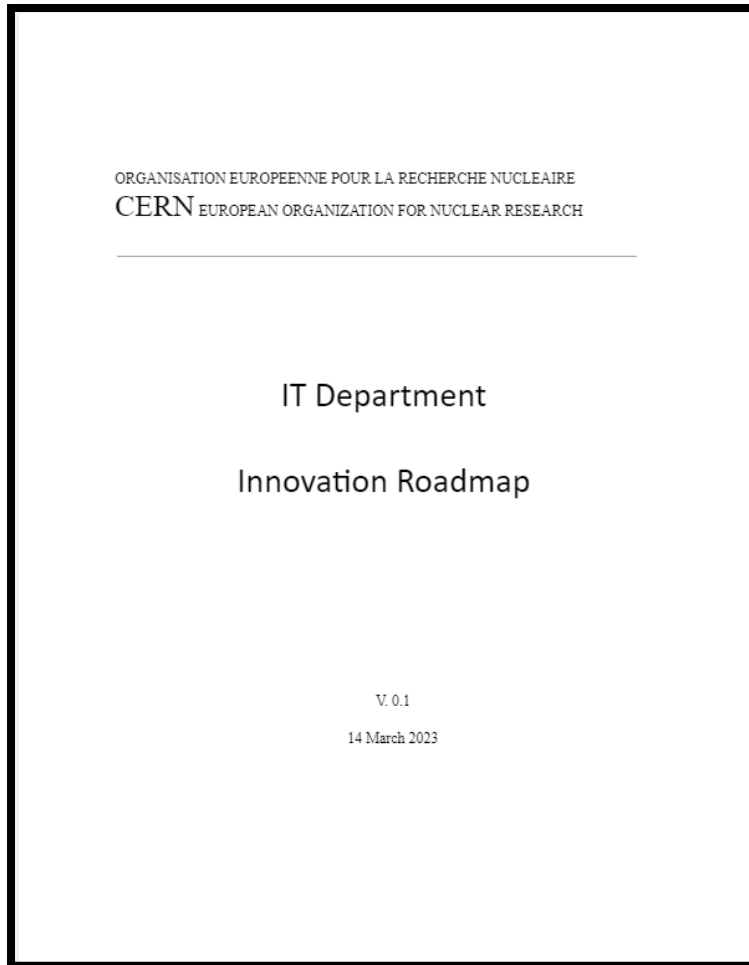 ORGANISATION EUROPEENNE POUR LA RECHERCHE NUCLEAIRE
CERN EUROPEAN ORGANIZATION FOR NUCLEAR RESEARCH
IT Department
Innovation Roadmap
V. 0.1
14 March 2023